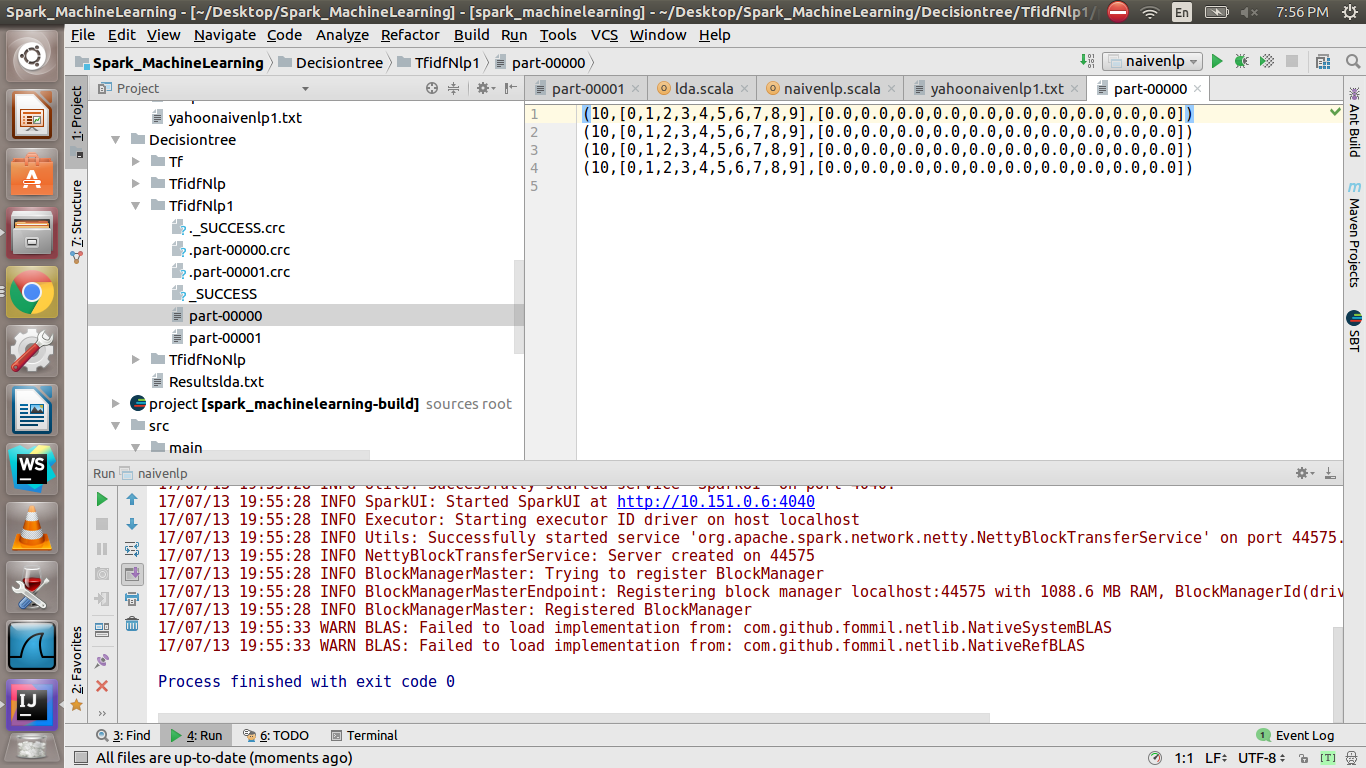 Spark_MachineLearning - [~/Desktop/Spark_MachineLearning] - [spark_machinelearning] - ~/Desktop/Spark_MachineLearning/Decisiontree/TfidfNlp1/
En
7:56 PM
File Edit View Navigate Code Analyze Refactor Build Run Tools VCS Window Help
Spark_MachineLearning Decisiontree TfidfNlp1 part-00000
naivenlp
Project
part-00001 lda.scala naivenlp.scala yahoonaivenlp1.txt part-00000
1: Project
7: Structure
2: Favorites
yahoonaivenlp1.txt
Decisiontree
Tf
TfidfNlp
TfidfNlp1
._SUCCESS.crc
.part-00000.crc
.part-00001.crc
_SUCCESS
part-00000
part-00001
TfidfNoNlp
Resultslda.txt
project [spark_machinelearning-build] sources root
src
main
1 (10,[0,1,2,3,4,5,6,7,8,9],[0.0,0.0,0.0,0.0,0.0,0.0,0.0,0.0,0.0,0.0])
2 (10,[0,1,2,3,4,5,6,7,8,9],[0.0,0.0,0.0,0.0,0.0,0.0,0.0,0.0,0.0,0.0])
3 (10,[0,1,2,3,4,5,6,7,8,9],[0.0,0.0,0.0,0.0,0.0,0.0,0.0,0.0,0.0,0.0])
4 (10,[0,1,2,3,4,5,6,7,8,9],[0.0,0.0,0.0,0.0,0.0,0.0,0.0,0.0,0.0,0.0])
5
Ant Build
m
Maven Projects
SBT
WS
IJ
Run naivenlp
17/07/13 19:55:28 INFO Utils: Successfully started service 'SparkUI' on port 4040.
17/07/13 19:55:28 INFO SparkUI: Started SparkUI at http://10.151.0.6:4040
17/07/13 19:55:28 INFO Executor: Starting executor ID driver on host localhost
17/07/13 19:55:28 INFO Utils: Successfully started service 'org.apache.spark.network.netty.NettyBlockTransferService' on port 44575.
17/07/13 19:55:28 INFO NettyBlockTransferService: Server created on 44575
17/07/13 19:55:28 INFO BlockManagerMaster: Trying to register BlockManager
17/07/13 19:55:28 INFO BlockManagerMasterEndpoint: Registering block manager localhost:44575 with 1088.6 MB RAM, BlockManagerId(driv
17/07/13 19:55:28 INFO BlockManagerMaster: Registered BlockManager
17/07/13 19:55:33 WARN BLAS: Failed to load implementation from: com.github.fommil.netlib.NativeSystemBLAS
17/07/13 19:55:33 WARN BLAS: Failed to load implementation from: com.github.fommil.netlib.NativeRefBLAS
Process finished with exit code 0
3: Find 4: Run 6: TODO Terminal
1 Event Log
All files are up-to-date (moments ago)
1:1 LF UTF-8 [T]